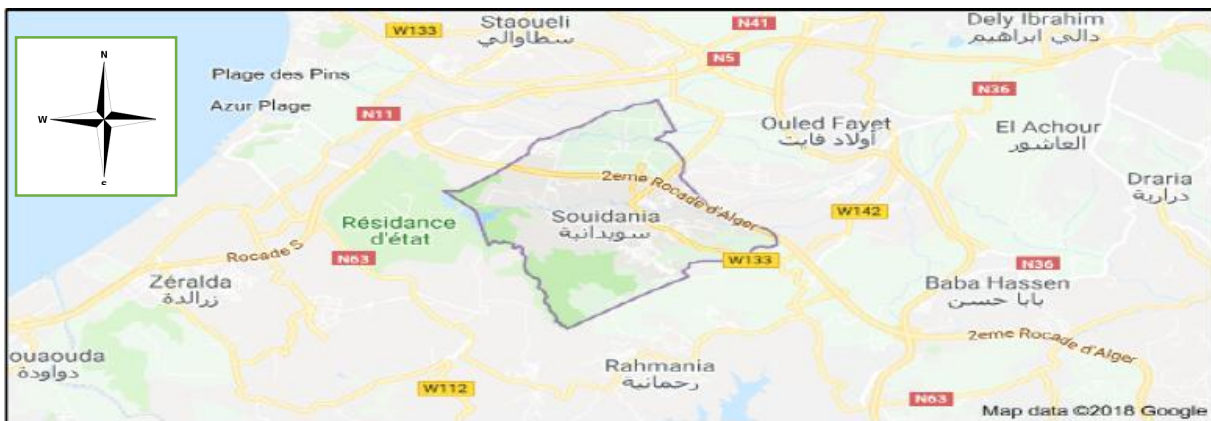 Staoueli
سطاوالي
W133
N41
Dely Ibrahim
دالي ابراهيم
N5
Plage des Pins
Azur Plage
N
W
N11
N36
Ouled Fayet
أولاد فايت
El Achour
العاشور
2eme Rocade d'Alger
Draria
درارية
Résidance
d'état
Souidania
سويدانية
W142
Rocade S
N63
W133
N36
Zéralda
زرالدة
Baba Hassen
بابا حسن
2eme Rocade d'Alger
ouaouda
دواودة
Rahmania
رحمانية
W112
N63
Map data ©2018 Google